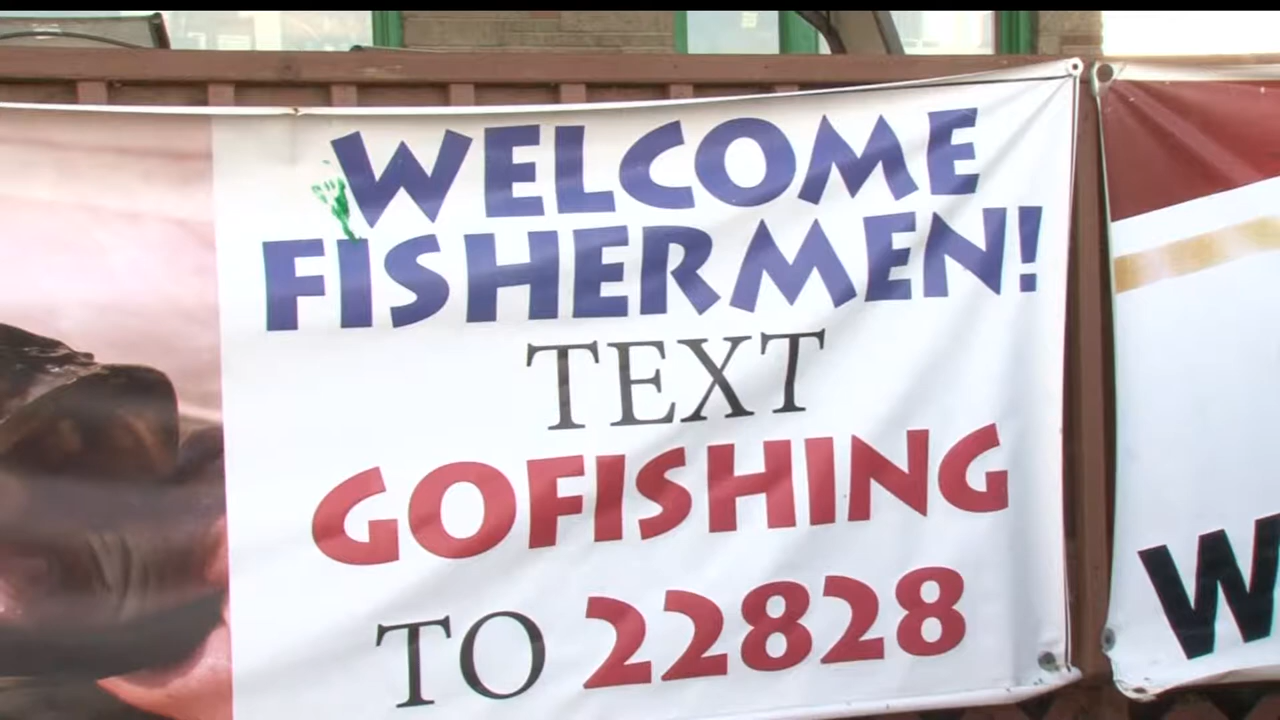 WELCOME
FISHERMEN!
TEXT
GOFISHING
TO 22828
W